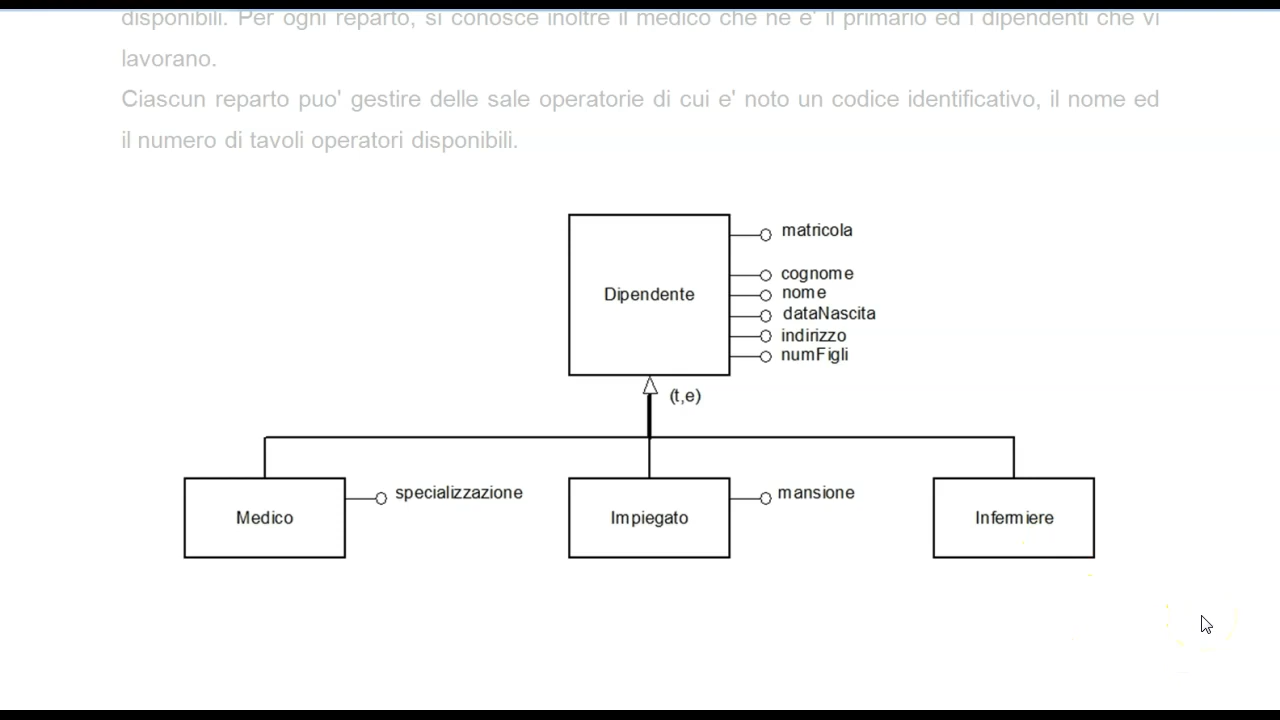 disponibili. Per ogni reparto, si conosce inoltre il medico che ne e' il primario ed i dipendenti che vi
lavorano.
Ciascun reparto puo' gestire delle sale operatorie di cui e' noto un codice identificativo, il nome ed
il numero di tavoli operatori disponibili.
matricola
Dipendente
cognome
nome
dataNascita
indirizzo
numFigli
(t,e)
Medico
specializzazione
Impiegato
mansione
Infermiere